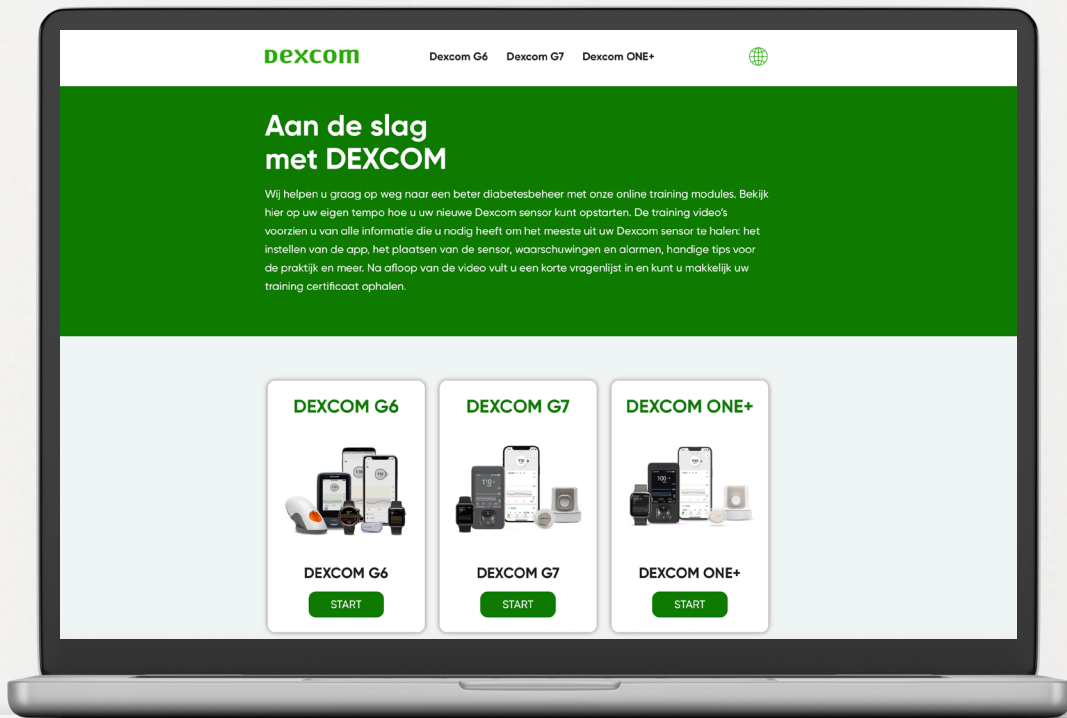 Dexcom
Dexcom G6 Dexcom G7 Dexcom ONE+
Aan de slag
met DEXCOM
Wij helpen u graag op weg naar een beter diabetesbeheer met onze online training modules. Bekijk
hier op uw eigen tempo hoe u uw nieuwe Dexcom sensor kunt opstarten. De training video's
voorzien u van alle informatie die u nodig heeft om het meeste uit uw Dexcom sensor te halen: het
instellen van de app, het plaatsen van de sensor, waarschuwingen en alarmen, handige tips voor
de praktijk en meer. Na afloop van de video vult u een korte vragenlijst in en kunt u makkelijk uw
training certificaat ophalen.
DEXCOM G6 DEXCOM G7 DEXCOM ONE+
DEXCOM G6 DEXCOM G7 DEXCOM ONE+
START START START